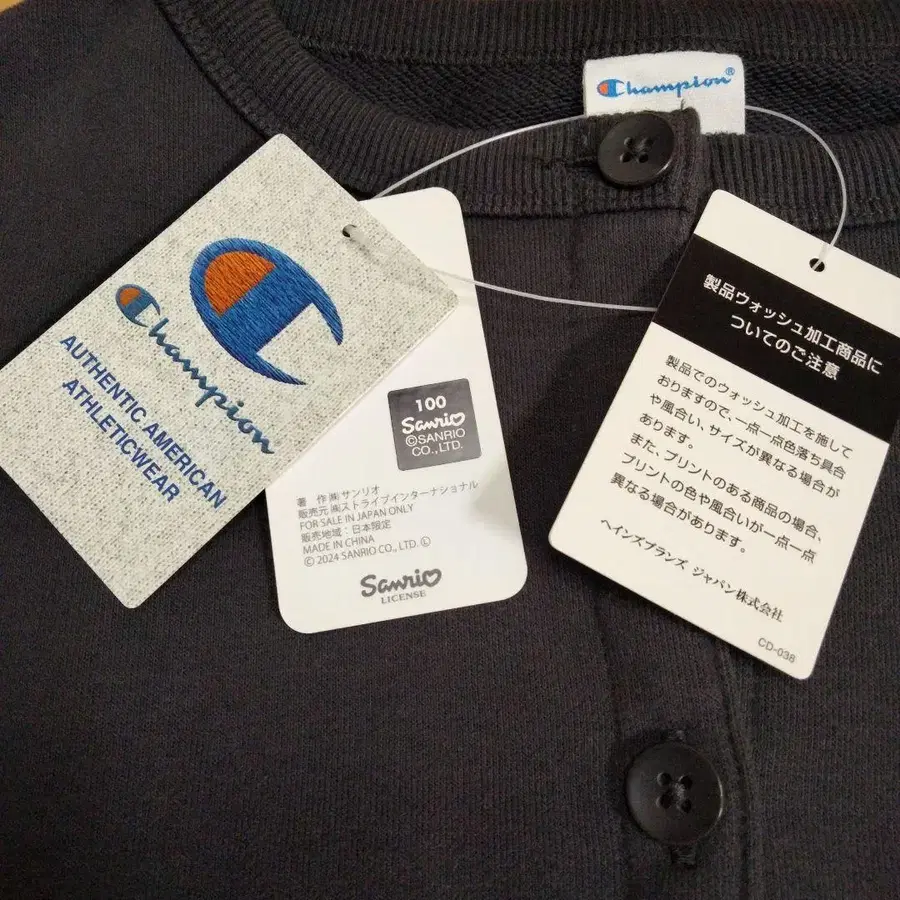 Champion®
Champion
AUTHENTIC AMERICAN
ATHLETICWEAR
100
Sanrio
©SANRIO
CO., LTD.
著 作 ㈱サンリオ
販売元 ㈱ストライプインターナショナル
FOR SALE IN JAPAN ONLY
販売地域：日本限定
MADE IN CHINA
© 2024 SANRIO CO., LTD. Ⓛ
Sanrio
LICENSE
製品ウォッシュ加工商品に
ついてのご注意
製品でのウォッシュ加工を施して
おりますので、一点一点色落ち具合
や風合い、サイズが異なる場合が
あります。
また、プリントのある商品の場合、
プリントの色や風合いが一点一点
異なる場合があります。
ヘインズブランズ ジャパン株式会社
CD-038